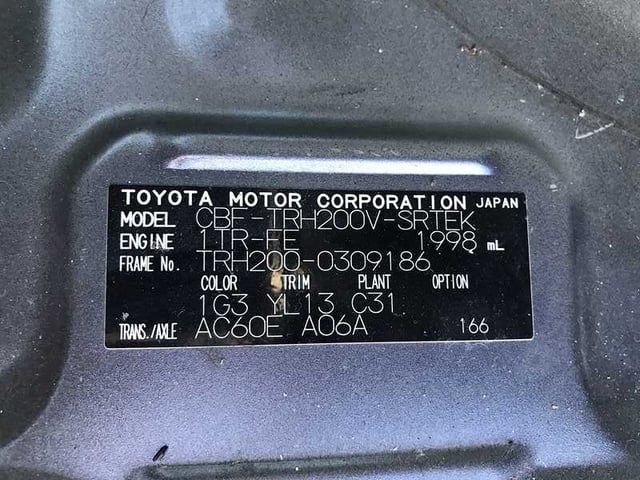 TOYOTA MOTOR CORPORATION JAPAN
MODEL CBF-TRH200V-SRTEK
ENGINE 1TR-FE 1998 mL
FRAME No. TRH200-0309186
COLOR TRIM PLANT OPTION
1G3 YL13 C31
TRANS./AXLE AC60E A06A 166